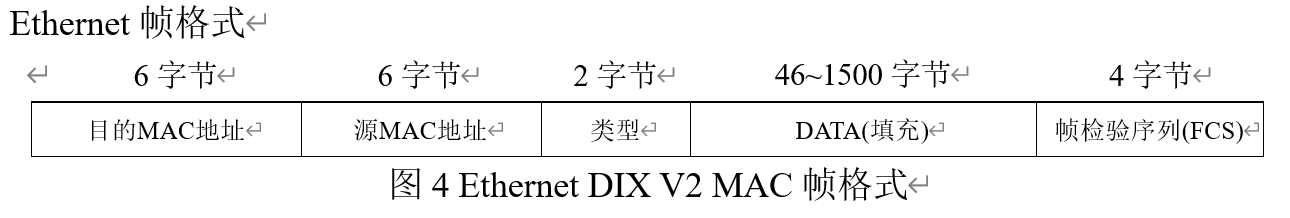 Ethernet 帧格式↵
↵ 6 字节↵ 6 字节↵ 2 字节↵ 46~1500 字节↵ 4 字节↵
目的MAC地址↵ 源MAC地址↵ 类型↵ DATA(填充)↵ 帧检验序列(FCS)↵
图 4 Ethernet DIX V2 MAC 帧格式↵